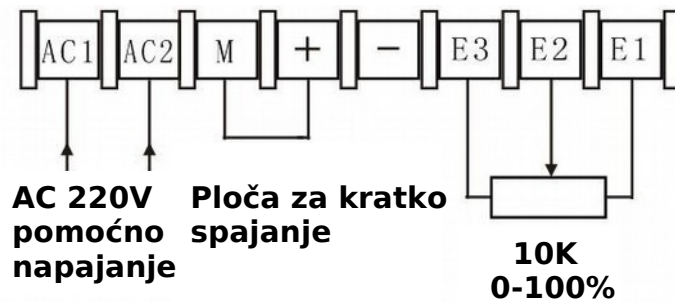 AC1 AC2 M + - E3 E2 E1
AC 220V
pomoćno
napajanje
Ploča za kratko
spajanje
10K
0-100%